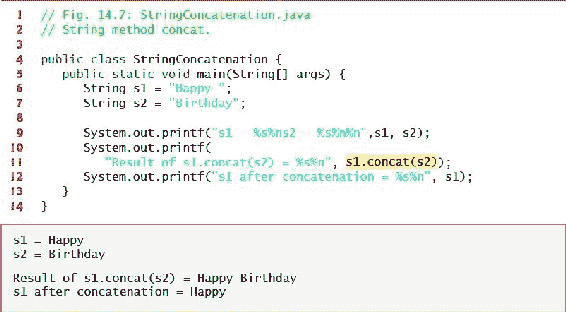 1 // Fig. 14.7: StringConcatenation.java
2 // String method concat.
3
4 public class StringConcatenation {
5 public static void main(String[] args) {
6 String s1 = "Happy ";
7 String s2 = "Birthday";
8
9 System.out.printf("s1 = %s%ns2 = %s%n%n",s1, s2);
10 System.out.printf(
11 "Result of s1.concat(s2) = %s%n", s1.concat(s2));
12 System.out.printf("s1 after concatenation = %s%n", s1);
13 }
14 }
s1 = Happy
s2 = Birthday
Result of s1.concat(s2) = Happy Birthday
s1 after concatenation = Happy